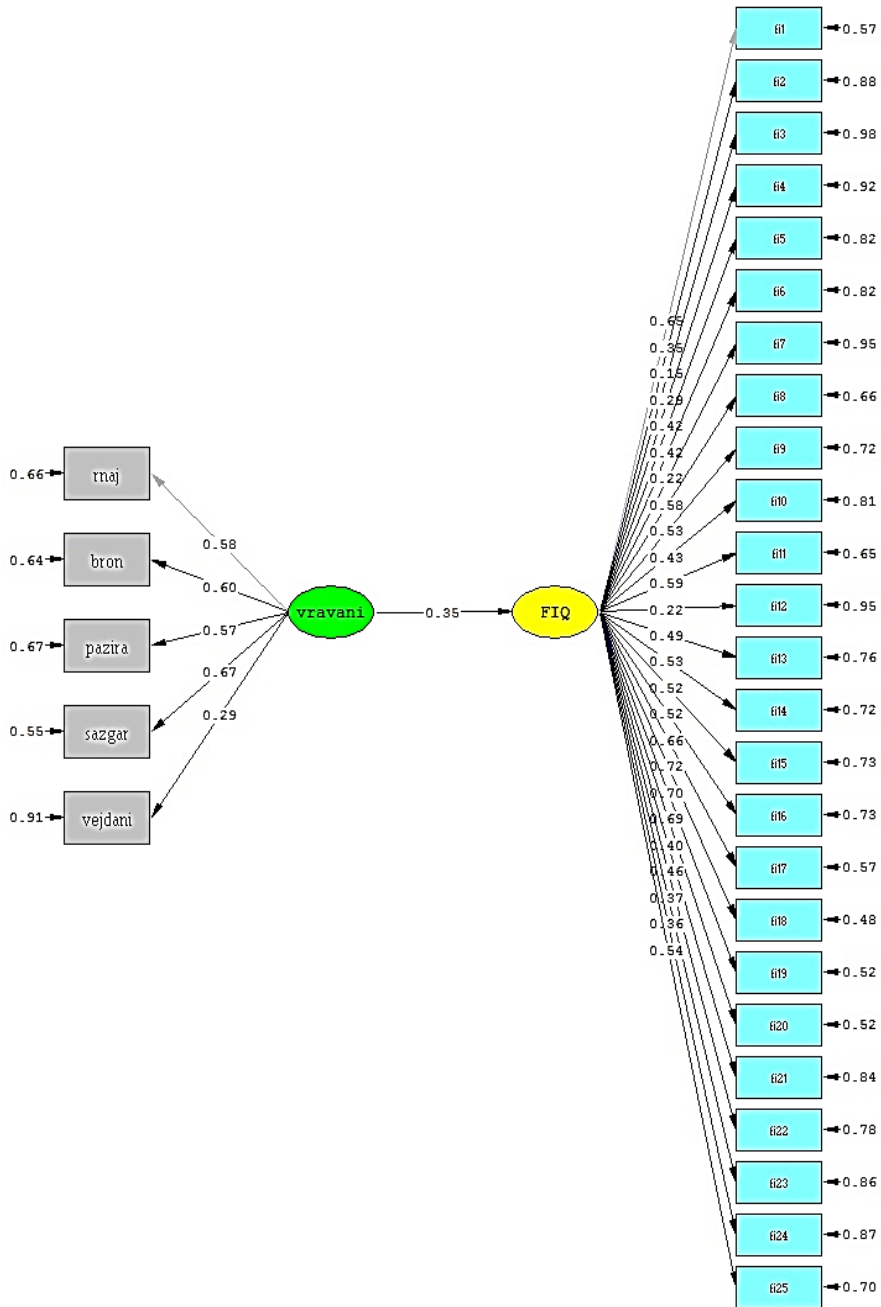 fi1 0.57
fi2 0.88
fi3 0.98
fi4 0.92
fi5 0.82
fi6 0.82
fi7 0.95
fi8 0.66
fi9 0.72
fi10 0.81
fi11 0.65
fi12 0.95
fi13 0.76
fi14 0.72
fi15 0.73
fi16 0.73
fi17 0.57
fi18 0.48
fi19 0.52
fi20 0.52
fi21 0.84
fi22 0.78
fi23 0.86
fi24 0.87
fi25 0.70
0.65
0.35
0.15
0.29
0.42
0.42
0.22
0.58
0.53
0.43
0.59
0.22
0.49
0.53
0.52
0.52
0.66
0.72
0.70
0.69
0.40
0.46
0.37
0.36
0.54
0.66 rnaj
0.64 bron
0.67 pazira
0.55 sazgar
0.91 vejdani
0.58
0.60
0.57
0.67
0.29
vravani 0.35 FIQ